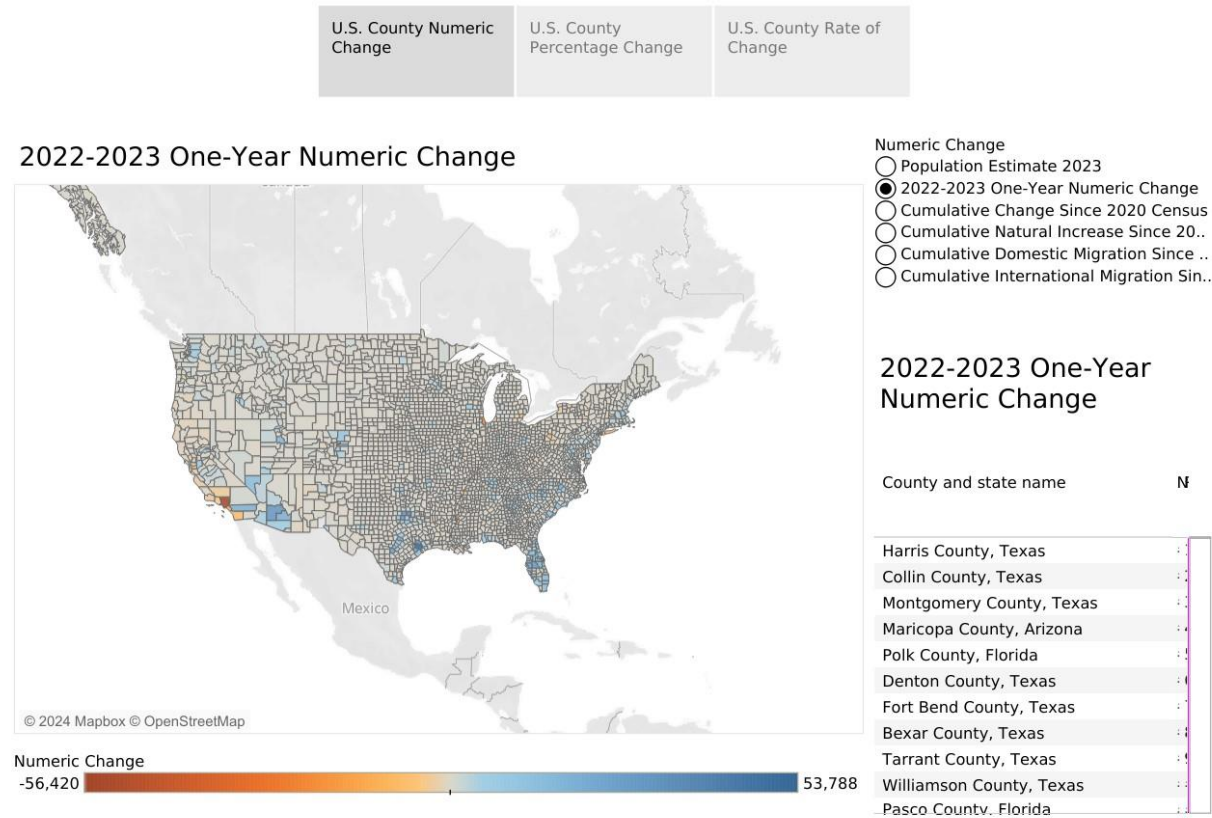 U.S. County Numeric
Change
U.S. County
Percentage Change
U.S. County Rate of
Change
2022-2023 One-Year Numeric Change
Numeric Change
Population Estimate 2023
2022-2023 One-Year Numeric Change
Cumulative Change Since 2020 Census
Cumulative Natural Increase Since 20..
Cumulative Domestic Migration Since ..
Cumulative International Migration Sin..
2022-2023 One-Year
Numeric Change
County and state name
Harris County, Texas
Collin County, Texas
Montgomery County, Texas
Maricopa County, Arizona
Polk County, Florida
Denton County, Texas
Fort Bend County, Texas
Bexar County, Texas
Tarrant County, Texas
Williamson County, Texas
Pasco County, Florida
Mexico
© 2024 Mapbox © OpenStreetMap
Numeric Change
-56,420
53,788